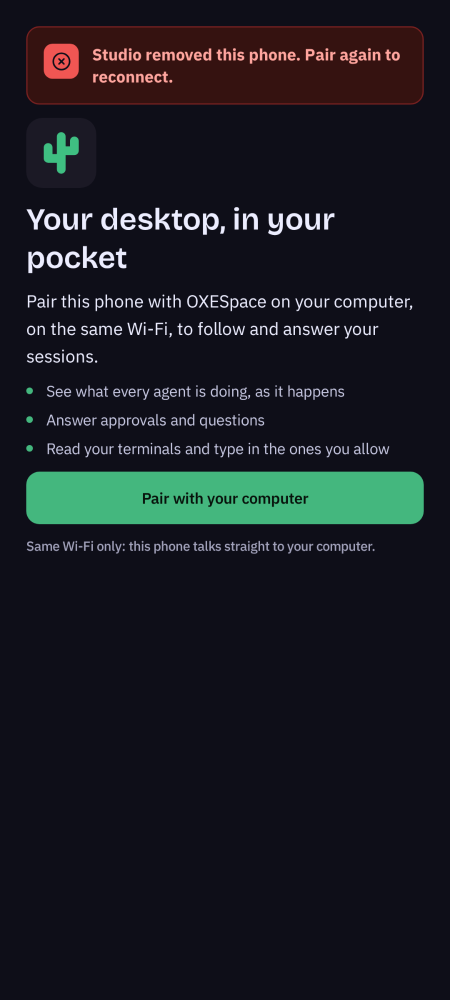 Studio removed this phone. Pair again to
reconnect.
Your desktop, in your
pocket
Pair this phone with OXESpace on your computer,
on the same Wi-Fi, to follow and answer your
sessions.
See what every agent is doing, as it happens
Answer approvals and questions
Read your terminals and type in the ones you allow
Pair with your computer
Same Wi-Fi only: this phone talks straight to your computer.